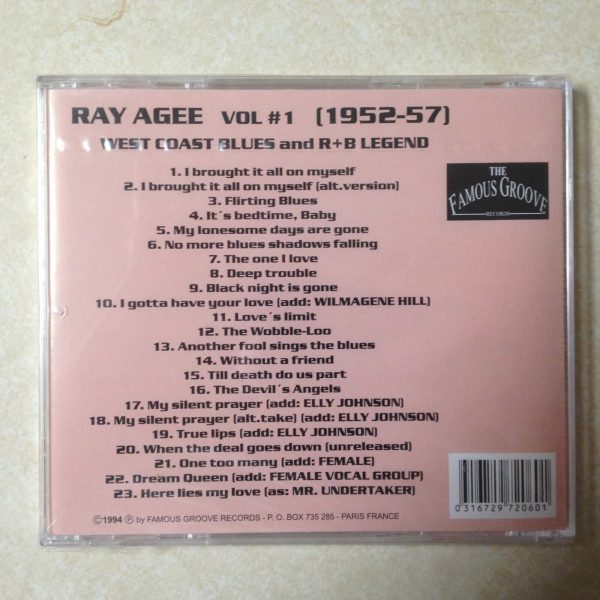 RAY AGEE VOL #1 (1952-57)
WEST COAST BLUES and R+B LEGEND
THE
FAMOUS GROOVE
RECORDS
1. I brought it all on myself
2. I brought it all on myself (alt.version)
3. Flirting Blues
4. It´s bedtime, Baby
5. My lonesome days are gone
6. No more blues shadows falling
7. The one I love
8. Deep trouble
9. Black night is gone
10. I gotta have your love (add: WILMAGENE HILL)
11. Love´s limit
12. The Wobble-Loo
13. Another fool sings the blues
14. Without a friend
15. Till death do us part
16. The Devil´s Angels
17. My silent prayer (add: ELLY JOHNSON)
18. My silent prayer (alt.take) (add: ELLY JOHNSON)
19. True lips (add: ELLY JOHNSON)
20. When the deal goes down (unreleased)
21. One too many (add: FEMALE)
22. Dream Queen (add: FEMALE VOCAL GROUP)
23. Here lies my love (as: MR. UNDERTAKER)
0316729720601
©1994 ℗ by FAMOUS GROOVE RECORDS - P. O. BOX 735 285 - PARIS FRANCE